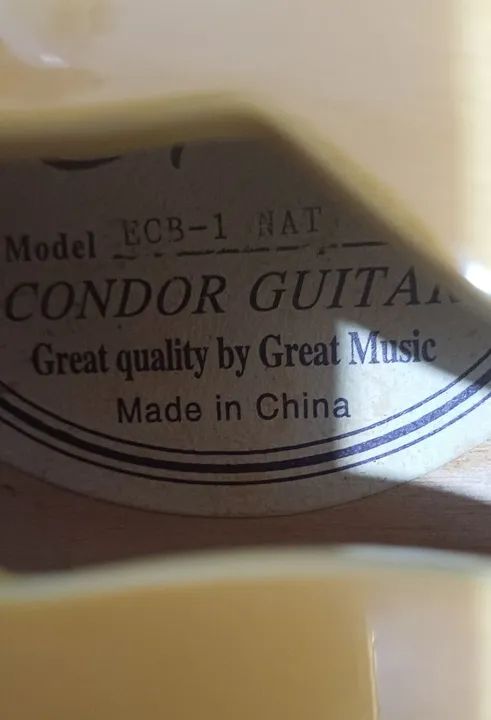 Model ECB-1 NAT
CONDOR GUITAR
Great quality by Great Music
Made in China